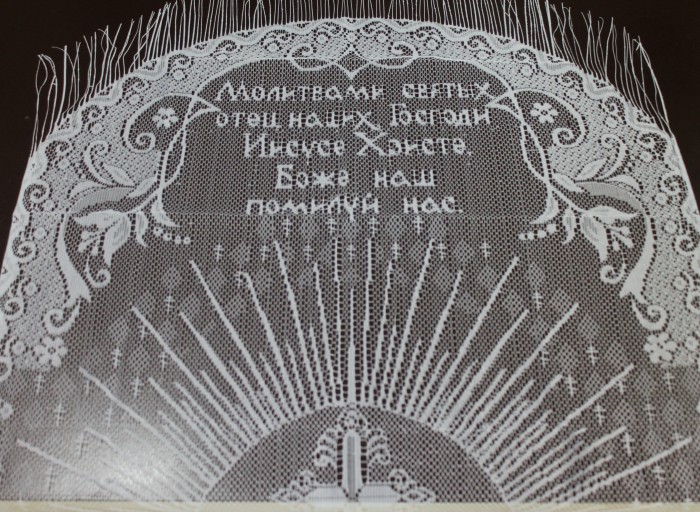 Молитвами святых
отец наших, Господи
Иисусе Христе,
Боже наш
помилуй нас.